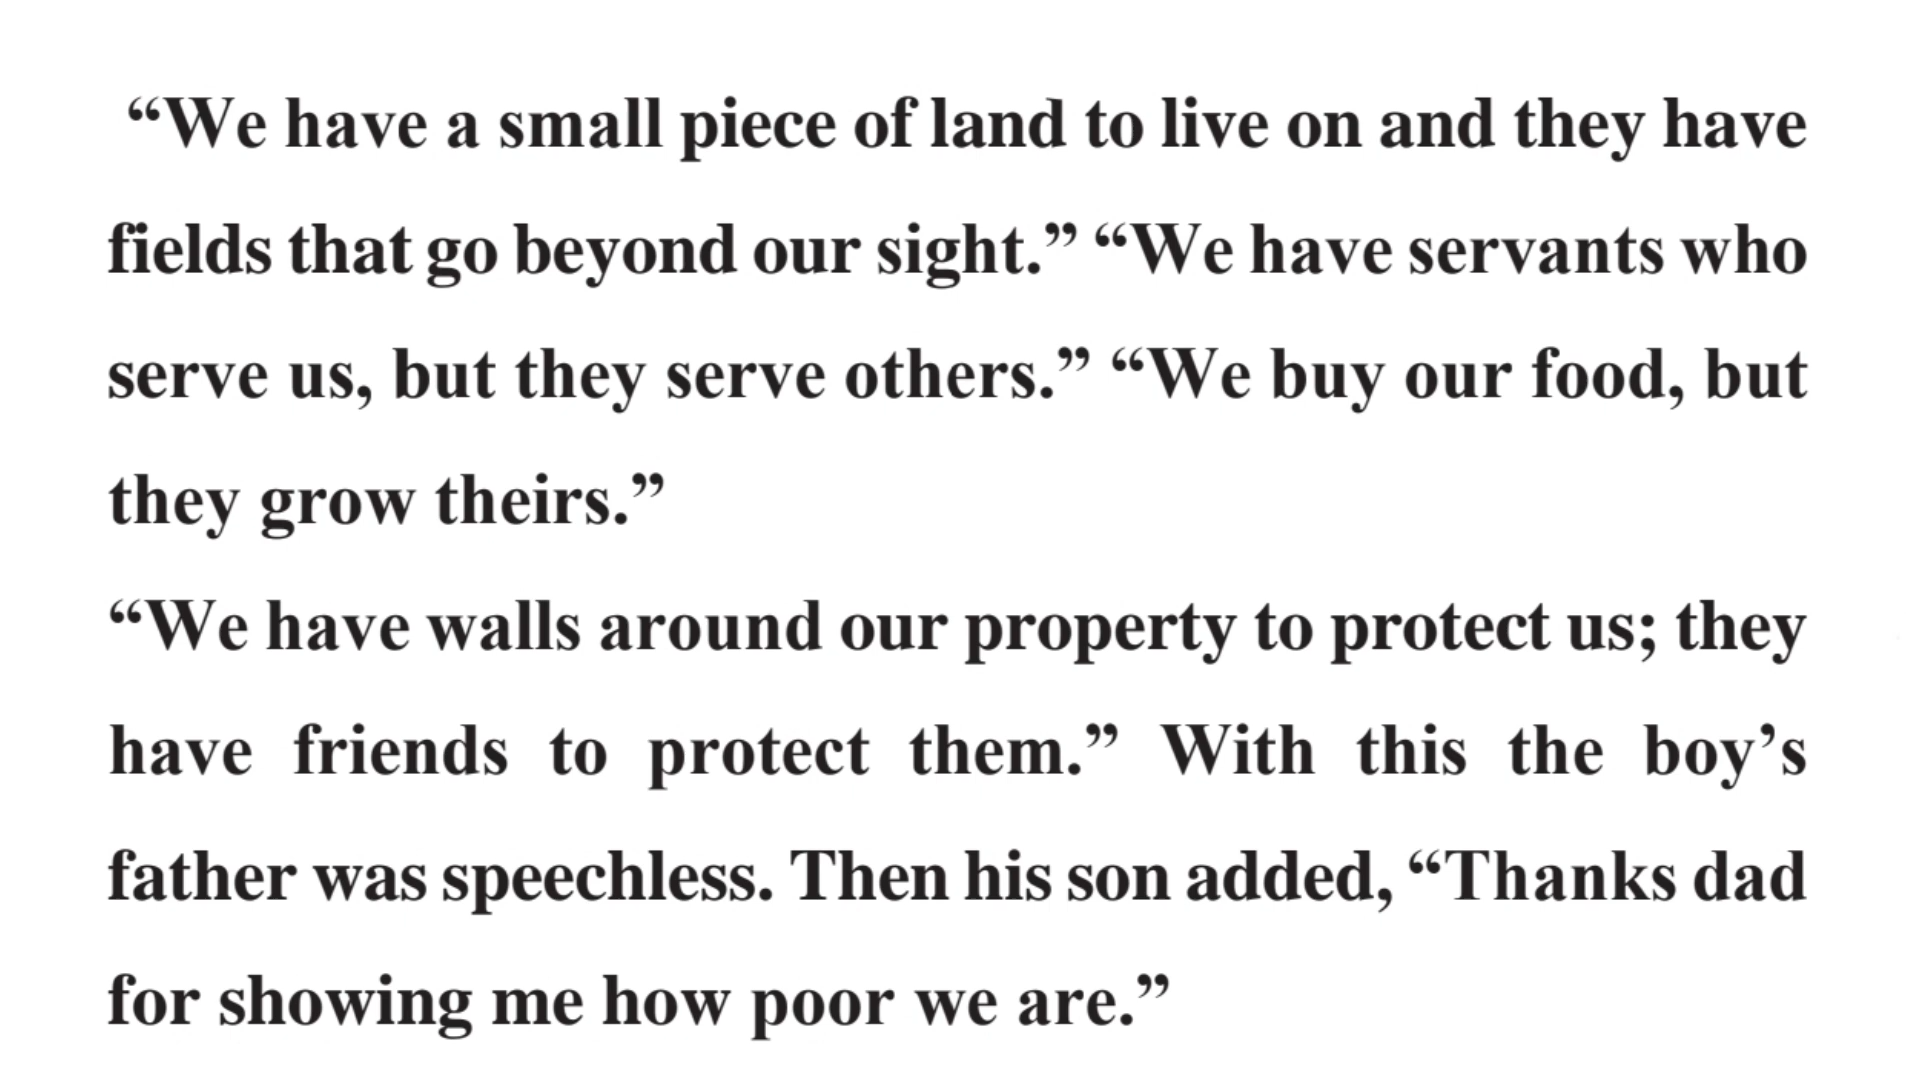 “We have a small piece of land to live on and they have
fields that go beyond our sight.” “We have servants who
serve us, but they serve others.” “We buy our food, but
they grow theirs.”
“We have walls around our property to protect us; they
have friends to protect them.” With this the boy’s
father was speechless. Then his son added, “Thanks dad
for showing me how poor we are.”